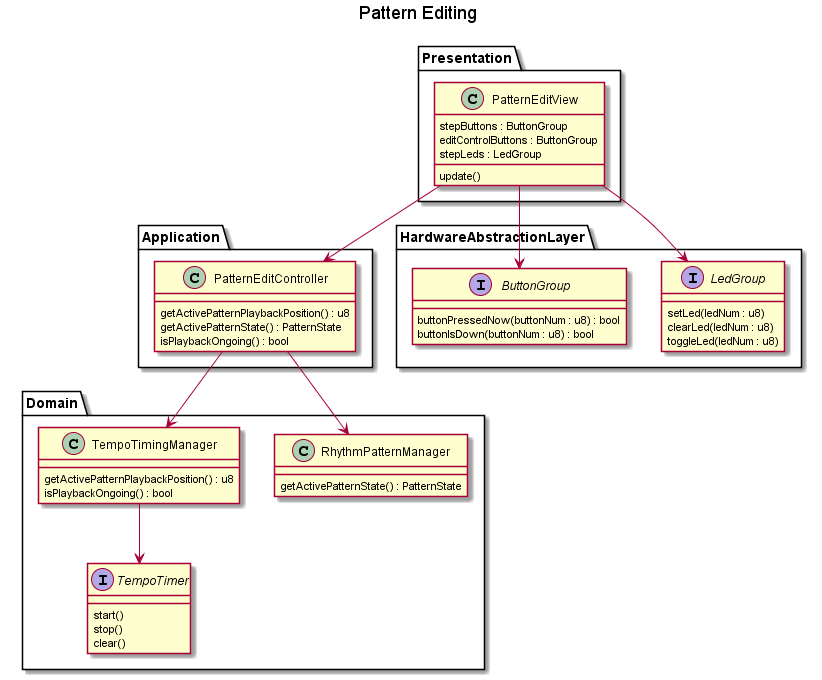 Pattern Editing
Presentation
C PatternEditView
stepButtons : ButtonGroup
editControlButtons : ButtonGroup
stepLeds : LedGroup
update()
Application
C PatternEditController
getActivePatternPlaybackPosition() : u8
getActivePatternState() : PatternState
isPlaybackOngoing() : bool
HardwareAbstractionLayer
I ButtonGroup
buttonPressedNow(buttonNum : u8) : bool
buttonIsDown(buttonNum : u8) : bool
I LedGroup
setLed(ledNum : u8)
clearLed(ledNum : u8)
toggleLed(ledNum : u8)
Domain
C TempoTimingManager
getActivePatternPlaybackPosition() : u8
isPlaybackOngoing() : bool
C RhythmPatternManager
getActivePatternState() : PatternState
I TempoTimer
start()
stop()
clear()